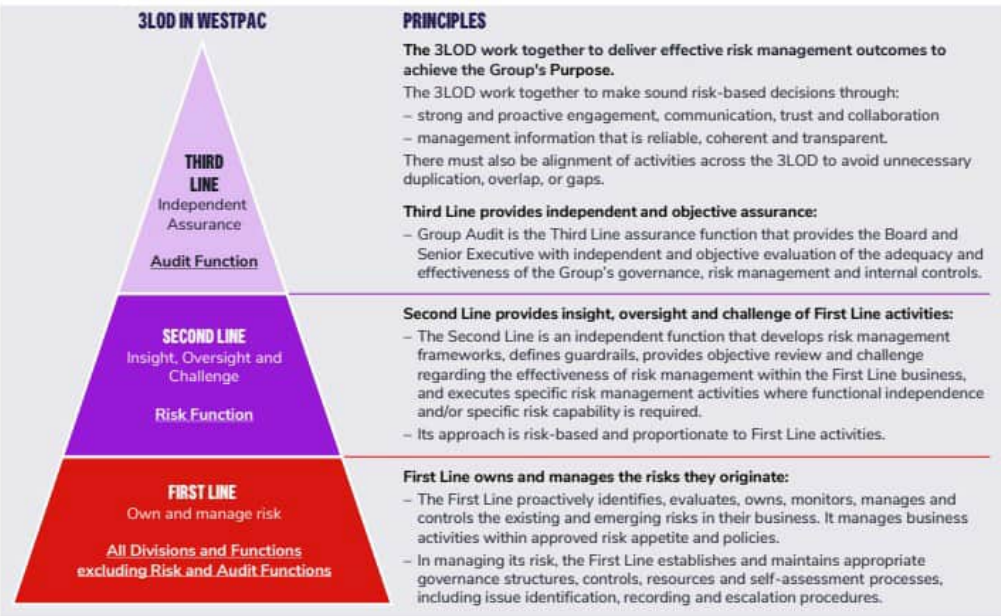 3LOD IN WESTPAC
THIRD
LINE
Independent
Assurance
Audit Function
SECOND LINE
Insight, Oversight and
Challenge
Risk Function
FIRST LINE
Own and manage risk
All Divisions and Functions
excluding Risk and Audit Functions
PRINCIPLES
The 3LOD work together to deliver effective risk management outcomes to
achieve the Group's Purpose.
The 3LOD work together to make sound risk-based decisions through:
– strong and proactive engagement, communication, trust and collaboration
– management information that is reliable, coherent and transparent.
There must also be alignment of activities across the 3LOD to avoid unnecessary
duplication, overlap, or gaps.
Third Line provides independent and objective assurance:
– Group Audit is the Third Line assurance function that provides the Board and
Senior Executive with independent and objective evaluation of the adequacy and
effectiveness of the Group's governance, risk management and internal controls.
Second Line provides insight, oversight and challenge of First Line activities:
– The Second Line is an independent function that develops risk management
frameworks, defines guardrails, provides objective review and challenge
regarding the effectiveness of risk management within the First Line business,
and executes specific risk management activities where functional independence
and/or specific risk capability is required.
– Its approach is risk-based and proportionate to First Line activities.
First Line owns and manages the risks they originate:
– The First Line proactively identifies, evaluates, owns, monitors, manages and
controls the existing and emerging risks in their business. It manages business
activities within approved risk appetite and policies.
– In managing its risk, the First Line establishes and maintains appropriate
governance structures, controls, resources and self-assessment processes,
including issue identification, recording and escalation procedures.